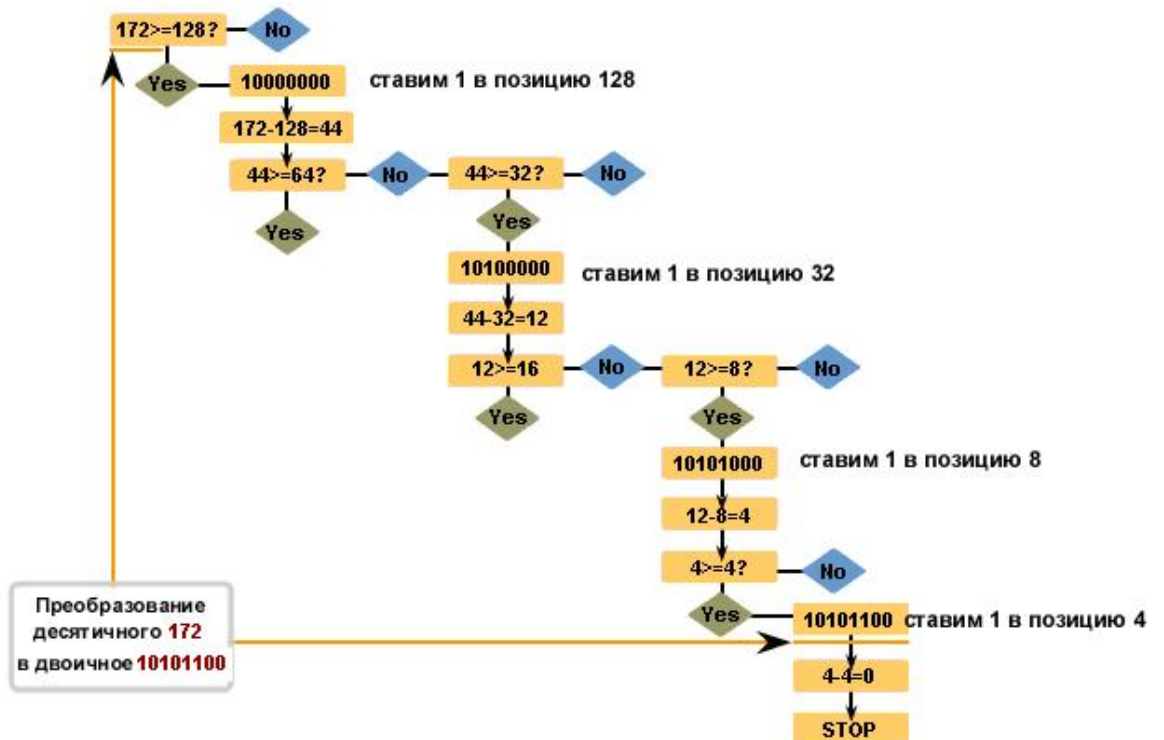 172>=128?
No
Yes
10000000
ставим 1 в позицию 128
172-128=44
44>=64?
No
44>=32?
No
Yes
Yes
10100000
ставим 1 в позицию 32
44-32=12
12>=16
No
12>=8?
No
Yes
Yes
10101000
ставим 1 в позицию 8
12-8=4
4>=4?
No
Yes
10101100
ставим 1 в позицию 4
4-4=0
STOP
Преобразование
десятичного 172
в двоичное 10101100